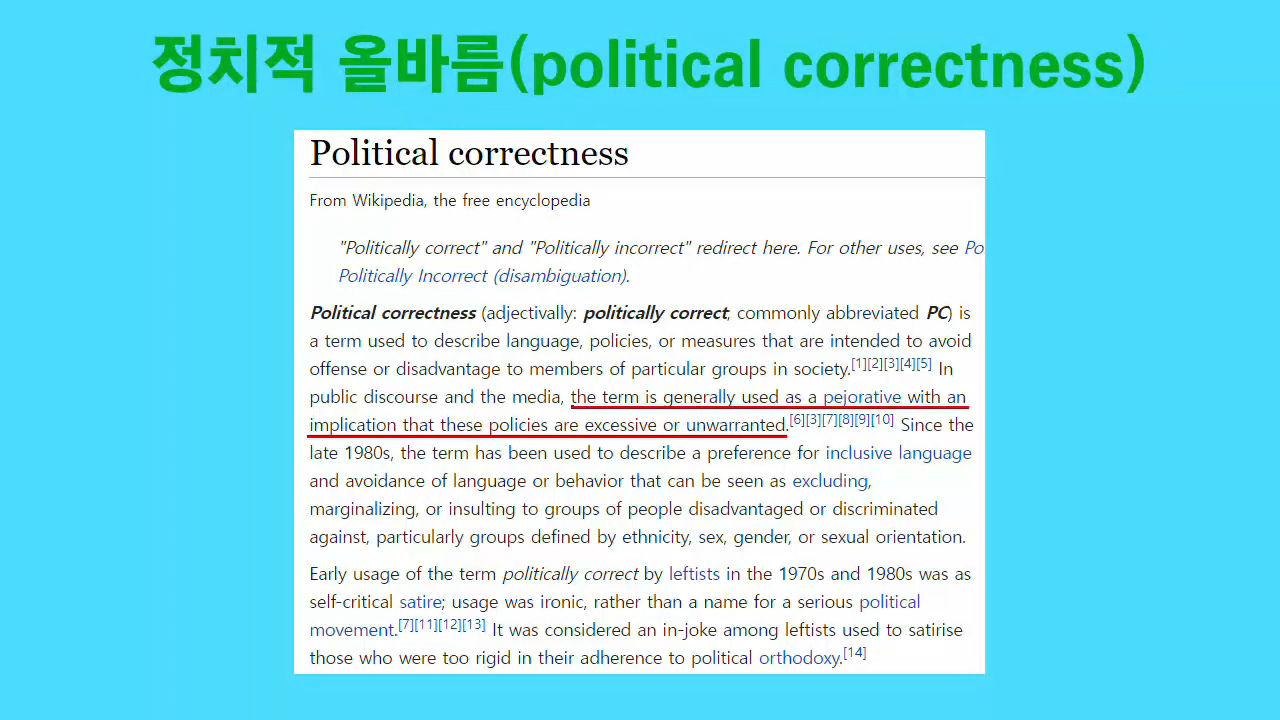 정치적 올바름(political correctness)
Political correctness
From Wikipedia, the free encyclopedia
"Politically correct" and "Politically incorrect" redirect here. For other uses, see Po
Politically Incorrect (disambiguation).
Political correctness (adjectivally: politically correct; commonly abbreviated PC) is
a term used to describe language, policies, or measures that are intended to avoid
offense or disadvantage to members of particular groups in society.[1][2][3][4][5] In
public discourse and the media, the term is generally used as a pejorative with an
implication that these policies are excessive or unwarranted.[6][3][7][8][9][10] Since the
late 1980s, the term has been used to describe a preference for inclusive language
and avoidance of language or behavior that can be seen as excluding,
marginalizing, or insulting to groups of people disadvantaged or discriminated
against, particularly groups defined by ethnicity, sex, gender, or sexual orientation.
Early usage of the term politically correct by leftists in the 1970s and 1980s was as
self-critical satire; usage was ironic, rather than a name for a serious political
movement.[7][11][12][13] It was considered an in-joke among leftists used to satirise
those who were too rigid in their adherence to political orthodoxy.[14]